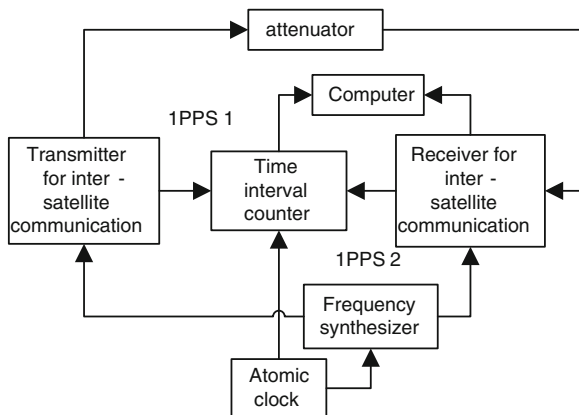 attenuator
Computer
1PPS 1
Transmitter
for inter -
satellite
communication
Time
interval
counter
Receiver for
inter -
satellite
communication
1PPS 2
Frequency
synthesizer
Atomic
clock